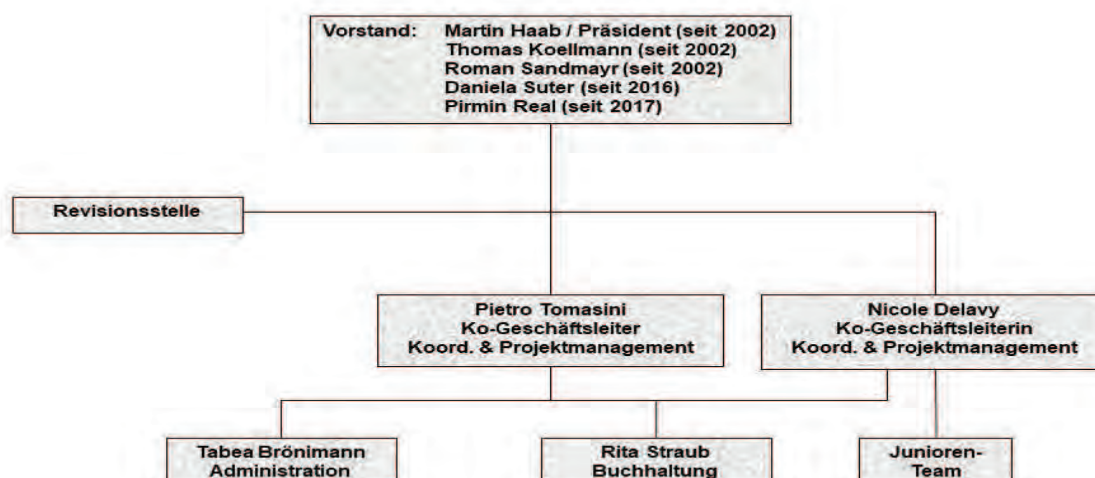 Vorstand: Martin Haab / Präsident (seit 2002)
Thomas Koellmann (seit 2002)
Roman Sandmayr (seit 2002)
Daniela Suter (seit 2016)
Pirmin Real (seit 2017)
Revisionsstelle
Pietro Tomasini
Ko-Geschäftsleiter
Koord. & Projektmanagement
Nicole Delavy
Ko-Geschäftsleiterin
Koord. & Projektmanagement
Tabea Brönimann
Administration
Rita Straub
Buchhaltung
Junioren-
Team